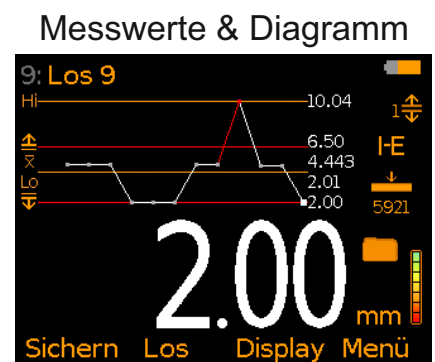 Messwerte & Diagramm
9: Los 9
Hi 10.04
1
6.50
I-E
x̅ 4.443
Lo 2.01
2.00
5921
2.00
mm
Sichern Los Display Menü